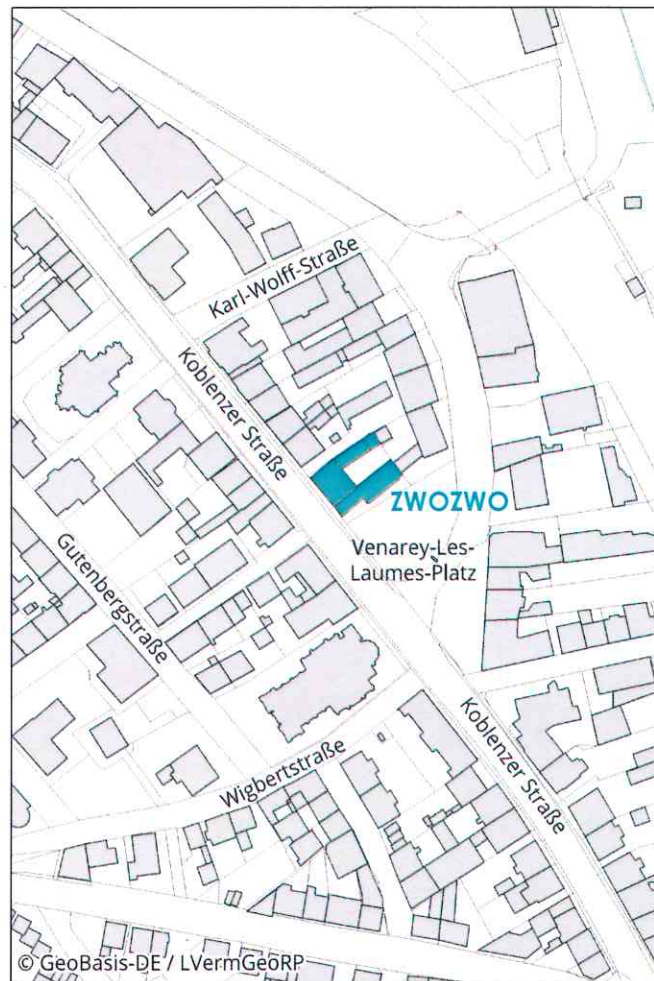 Karl-Wolff-Straße
Koblenzer Straße
ZWOZWO
Venarey-Les-
Laumes-Platz
Gutenbergstraße
Koblenzer Straße
Wigbertstraße
© GeoBasis-DE / LVermGeoRP